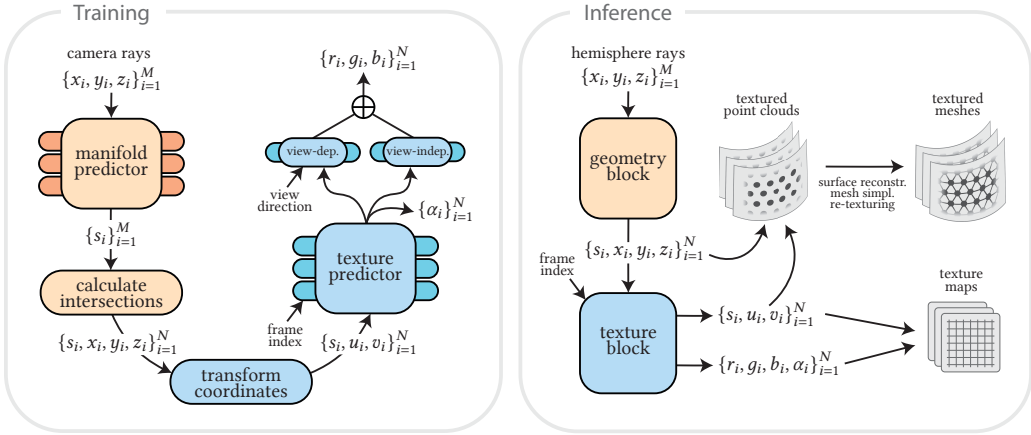 Training
camera rays
{x_i, y_i, z_i}_{i=1}^{M}
manifold
predictor
{s_i}_{i=1}^{M}
calculate
intersections
{s_i, x_i, y_i, z_i}_{i=1}^{N}
transform
coordinates
{s_i, u_i, v_i}_{i=1}^{N}
frame
index
texture
predictor
{α_i}_{i=1}^{N}
view
direction
view-dep.
view-indep.
{r_i, g_i, b_i}_{i=1}^{N}
Inference
hemisphere rays
{x_i, y_i, z_i}_{i=1}^{M}
geometry
block
{s_i, x_i, y_i, z_i}_{i=1}^{N}
frame
index
texture
block
{s_i, u_i, v_i}_{i=1}^{N}
{r_i, g_i, b_i, α_i}_{i=1}^{N}
textured
point clouds
surface reconstr.
mesh simpl.
re-texturing
textured
meshes
texture
maps